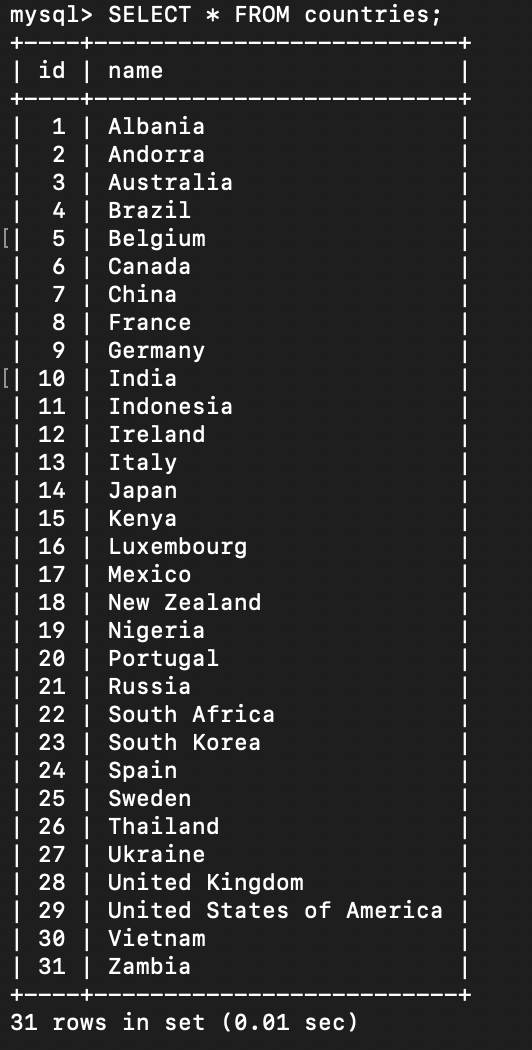 mysql> SELECT * FROM countries;
+----+--------------------------+
| id | name                     |
+----+--------------------------+
|  1 | Albania                  |
|  2 | Andorra                  |
|  3 | Australia                |
|  4 | Brazil                   |
[|  5 | Belgium                  |
|  6 | Canada                   |
|  7 | China                    |
|  8 | France                   |
|  9 | Germany                  |
[| 10 | India                    |
| 11 | Indonesia                |
| 12 | Ireland                  |
| 13 | Italy                    |
| 14 | Japan                    |
| 15 | Kenya                    |
| 16 | Luxembourg               |
| 17 | Mexico                   |
| 18 | New Zealand              |
| 19 | Nigeria                  |
| 20 | Portugal                 |
| 21 | Russia                   |
| 22 | South Africa             |
| 23 | South Korea              |
| 24 | Spain                    |
| 25 | Sweden                   |
| 26 | Thailand                 |
| 27 | Ukraine                  |
| 28 | United Kingdom           |
| 29 | United States of America |
| 30 | Vietnam                  |
| 31 | Zambia                   |
+----+--------------------------+
31 rows in set (0.01 sec)